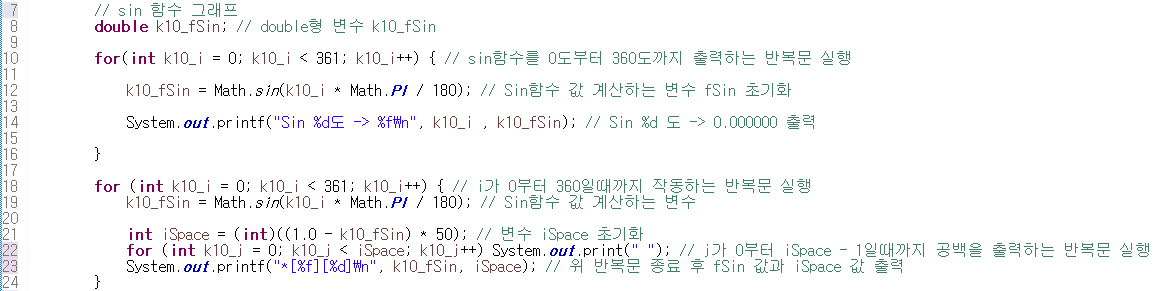 7 // sin 함수 그래프
8 double k10_fSin; // double형 변수 k10_fSin
9
10 for(int k10_i = 0; k10_i < 361; k10_i++) { // sin함수를 0도부터 360도까지 출력하는 반복문 실행
11
12 k10_fSin = Math.sin(k10_i * Math.PI / 180); // Sin함수 값 계산하는 변수 fSin 초기화
13
14 System.out.printf("Sin %d도 -> %f\n", k10_i , k10_fSin); // Sin %d 도 -> 0.000000 출력
15
16 }
17
18 for (int k10_i = 0; k10_i < 361; k10_i++) { // i가 0부터 360일때까지 작동하는 반복문 실행
19 k10_fSin = Math.sin(k10_i * Math.PI / 180); // Sin함수 값 계산하는 변수
20
21 int iSpace = (int)((1.0 - k10_fSin) * 50); // 변수 iSpace 초기화
22 for (int k10_j = 0; k10_j < iSpace; k10_j++) System.out.print(" "); // j가 0부터 iSpace - 1일때까지 공백을 출력하는 반복문 실행
23 System.out.printf("*[%f][%d]\n", k10_fSin, iSpace); // 위 반복문 종료 후 fSin 값과 iSpace 값 출력
24 }